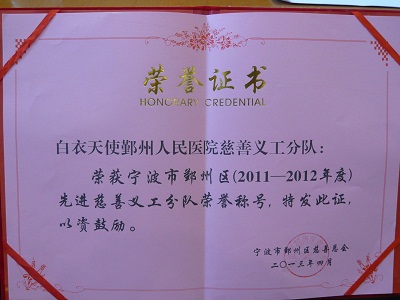 荣誉证书
HONORARY CREDENTIAL
白衣天使鄞州人民医院慈善义工分队：
荣获宁波市鄞州区(2011—2012年度)
先进慈善义工分队荣誉称号，特发此证，
以资鼓励。
宁波市鄞州区慈善总会
二〇一三年四月